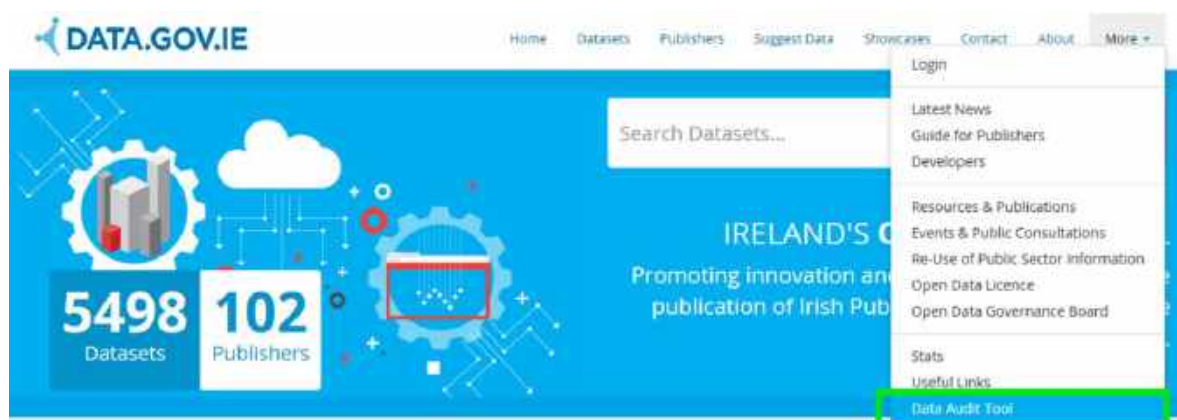 DATA.GOV.IE
Home Datasets Publishers Suggest Data Showcases Contact About More
Login
Latest News
Guide for Publishers
Developers
Resources & Publications
Events & Public Consultations
Re-Use of Public Sector Information
Open Data Licence
Open Data Governance Board
Stats
Useful Links
Data Audit Tool
Search Datasets...
IRELAND'S
Promoting innovation
publication of Irish
5498 102
Datasets Publishers